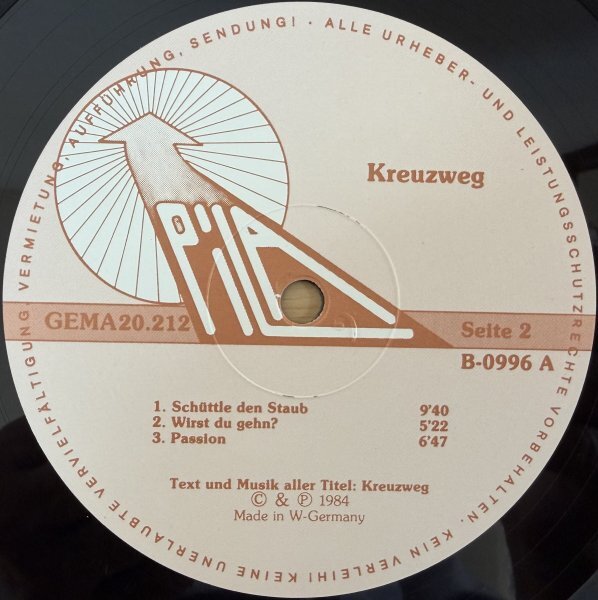 ALLE URHEBER- UND LEISTUNGSSCHUTZRECHTE VORBEHALTEN. KEIN VERLEIH! KEINE UNERLAUBTE VERVIELFÄLTIGUNG, VERMIETUNG, AUFFÜHRUNG, SENDUNG! ·
Kreuzweg
PILA
GEMA20.212
Seite 2
B-0996 A
1. Schüttle den Staub 9'40
2. Wirst du gehn? 5'22
3. Passion 6'47
Text und Musik aller Titel: Kreuzweg
© & ℗ 1984
Made in W-Germany